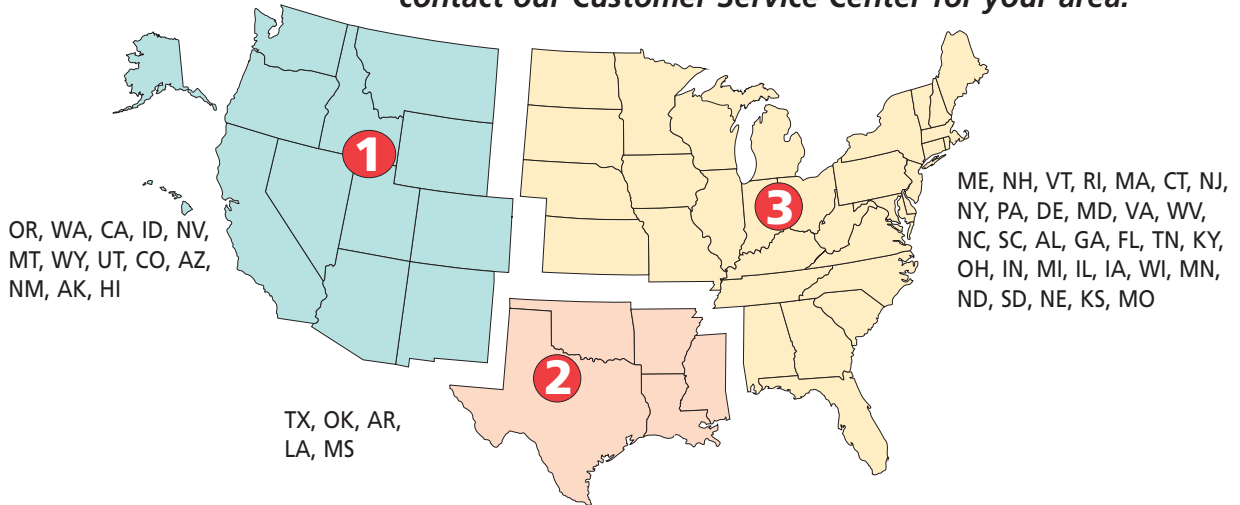 contact our Customer Service Center for your area.
1
3
ME, NH, VT, RI, MA, CT, NJ,
NY, PA, DE, MD, VA, WV,
NC, SC, AL, GA, FL, TN, KY,
OH, IN, MI, IL, IA, WI, MN,
ND, SD, NE, KS, MO
OR, WA, CA, ID, NV,
MT, WY, UT, CO, AZ,
NM, AK, HI
2
TX, OK, AR,
LA, MS